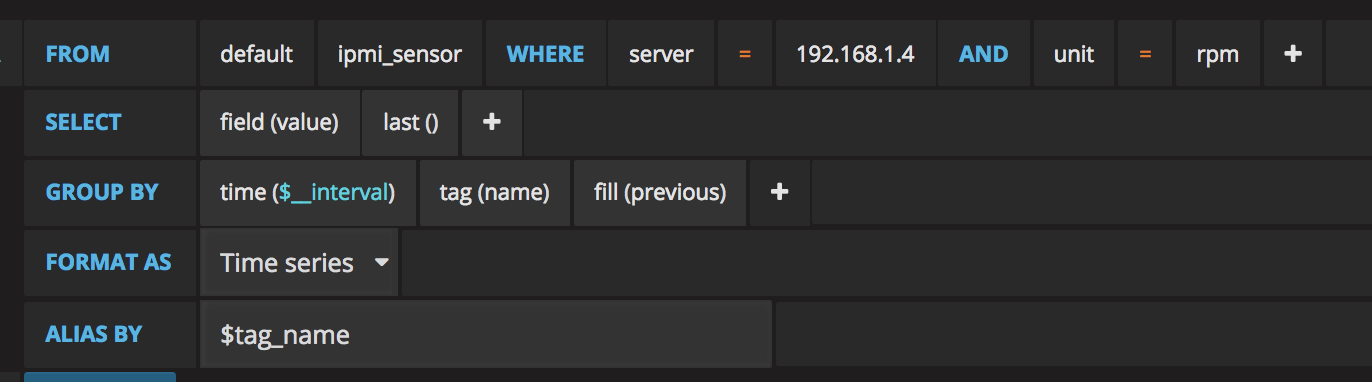 FROM default ipmi_sensor WHERE server = 192.168.1.4 AND unit = rpm +
SELECT field (value) last () +
GROUP BY time ($__interval) tag (name) fill (previous) +
FORMAT AS Time series
ALIAS BY $tag_name